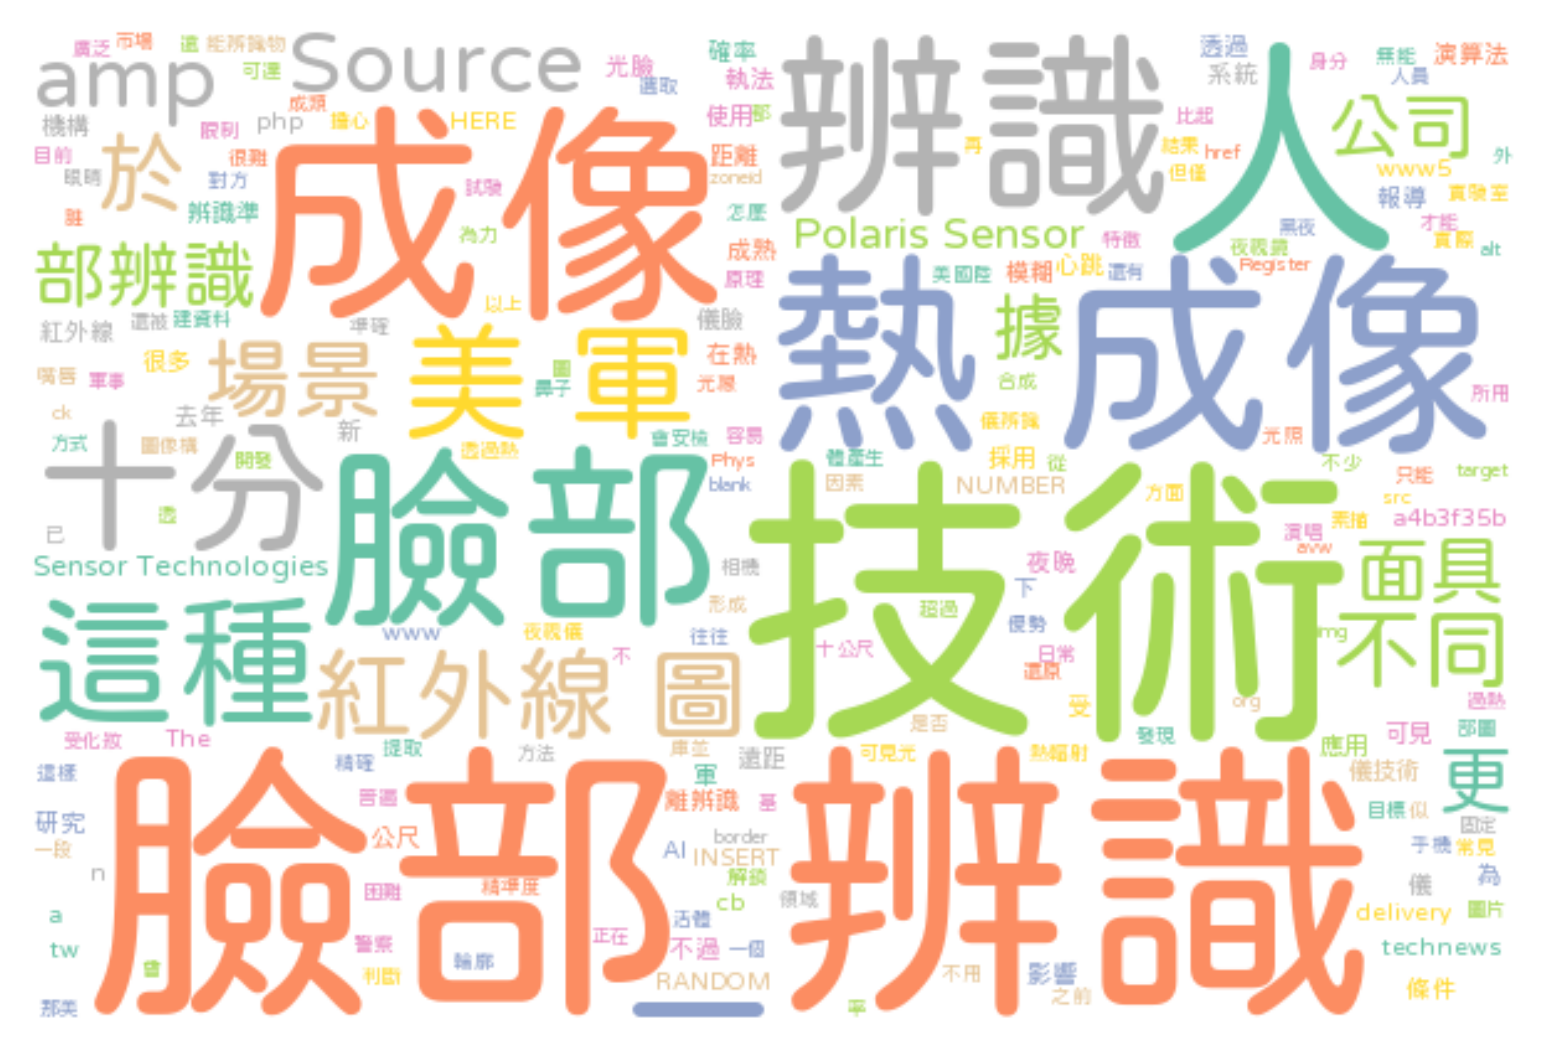 廣泛 市場 還 能辨識物 Source 光臉 確率 辨識 透過 人 身分 無能 演算法
amp 可達 選取 執法 系統 人員
機構 限制 成類 php 擔心 HERE 使用 都 比起 公司
目前 於 很難 成像 距離 再 結果 href www5 外
眼睛 對方 試驗 zoneid 但僅 報導 實驗室
誰 辨識準 為力 怎麼 Polaris Sensor 特徵 黑夜 才能
部辨識 成熟 夜視鏡 實際 alt
以上 原理 熱 美國陸 模糊 心跳 還有 Register
紅外線 還被 建資料 準確 儀臉 據 成像
很多 場景 美軍 圖 在熱
嘴唇 軍事 鼻子 光屬 合成 所用
ck 去年 新 儀辨識
方式 圖像構 會安檢 容易 光照
十分 開發 透過熱 Phys 體產生 採用 從 不少 只能 target
臉部 blank 因素 NUMBER 方面 src
已 透 技術 素描 a4b3f35b
Sensor Technologies 相機 夜晚 演唱 avw 面具
這種 形成 超過 下
www 夜視儀 往往 優勢 img 不同
紅外線 不 圖 十公尺 日常 還原
受 org 過熱
受化妝 The 提取 方法 庫並 遠距 是否 發現 可見 部圖
這樣 精確 軍 可見光 熱輻射 應用 儀技術 更
臉部 普遍 離辨識 基 辨識
研究 公尺 border 目標 似 固定
一段 AI INSERT 手機 常見
n 困難 精準度 解鎖 領域 儀 為
a cb 活體 delivery 圖片
tw 警察 正在 不過 一個 technews
會 判斷 輪廓 RANDOM 不用 影響 條件
那美 _ 率 之前